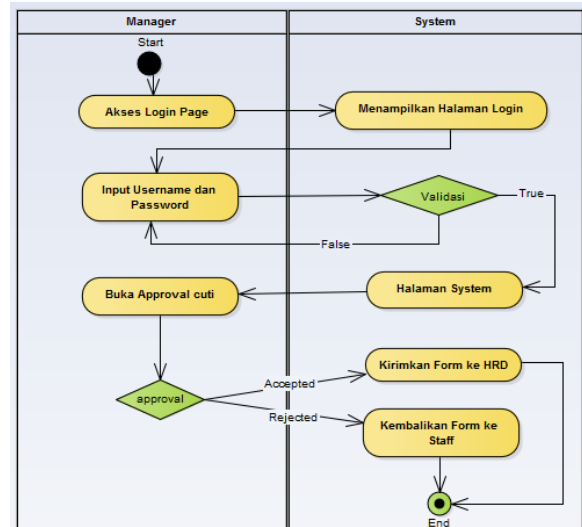 Manager
System
Start
Akses Login Page
Menampilkan Halaman Login
Input Username dan
Password
Validasi
True
False
Buka Approval cuti
Halaman System
Kirimkan Form ke HRD
Accepted
approval
Rejected
Kembalikan Form ke
Staff
End